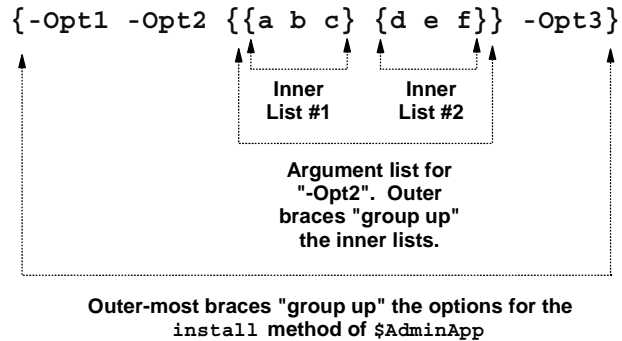 {-Opt1 -Opt2 {{a b c} {d e f}} -Opt3}
Inner
List #1
Inner
List #2
Argument list for
"-Opt2".  Outer
braces "group up"
the inner lists.
Outer-most braces "group up" the options for the
install method of $AdminApp